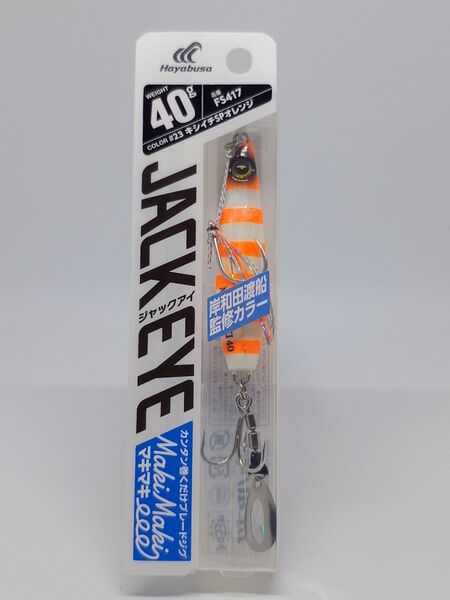 Hayabusa
WEIGHT
40g
品番
FS417
COLOR #23 キシイチSPオレンジ
JACK EYE
ジャックアイ
岸和田渡船
監修カラー
カンタン巻くだけブレードジグ
Maki Maki
マキマキ